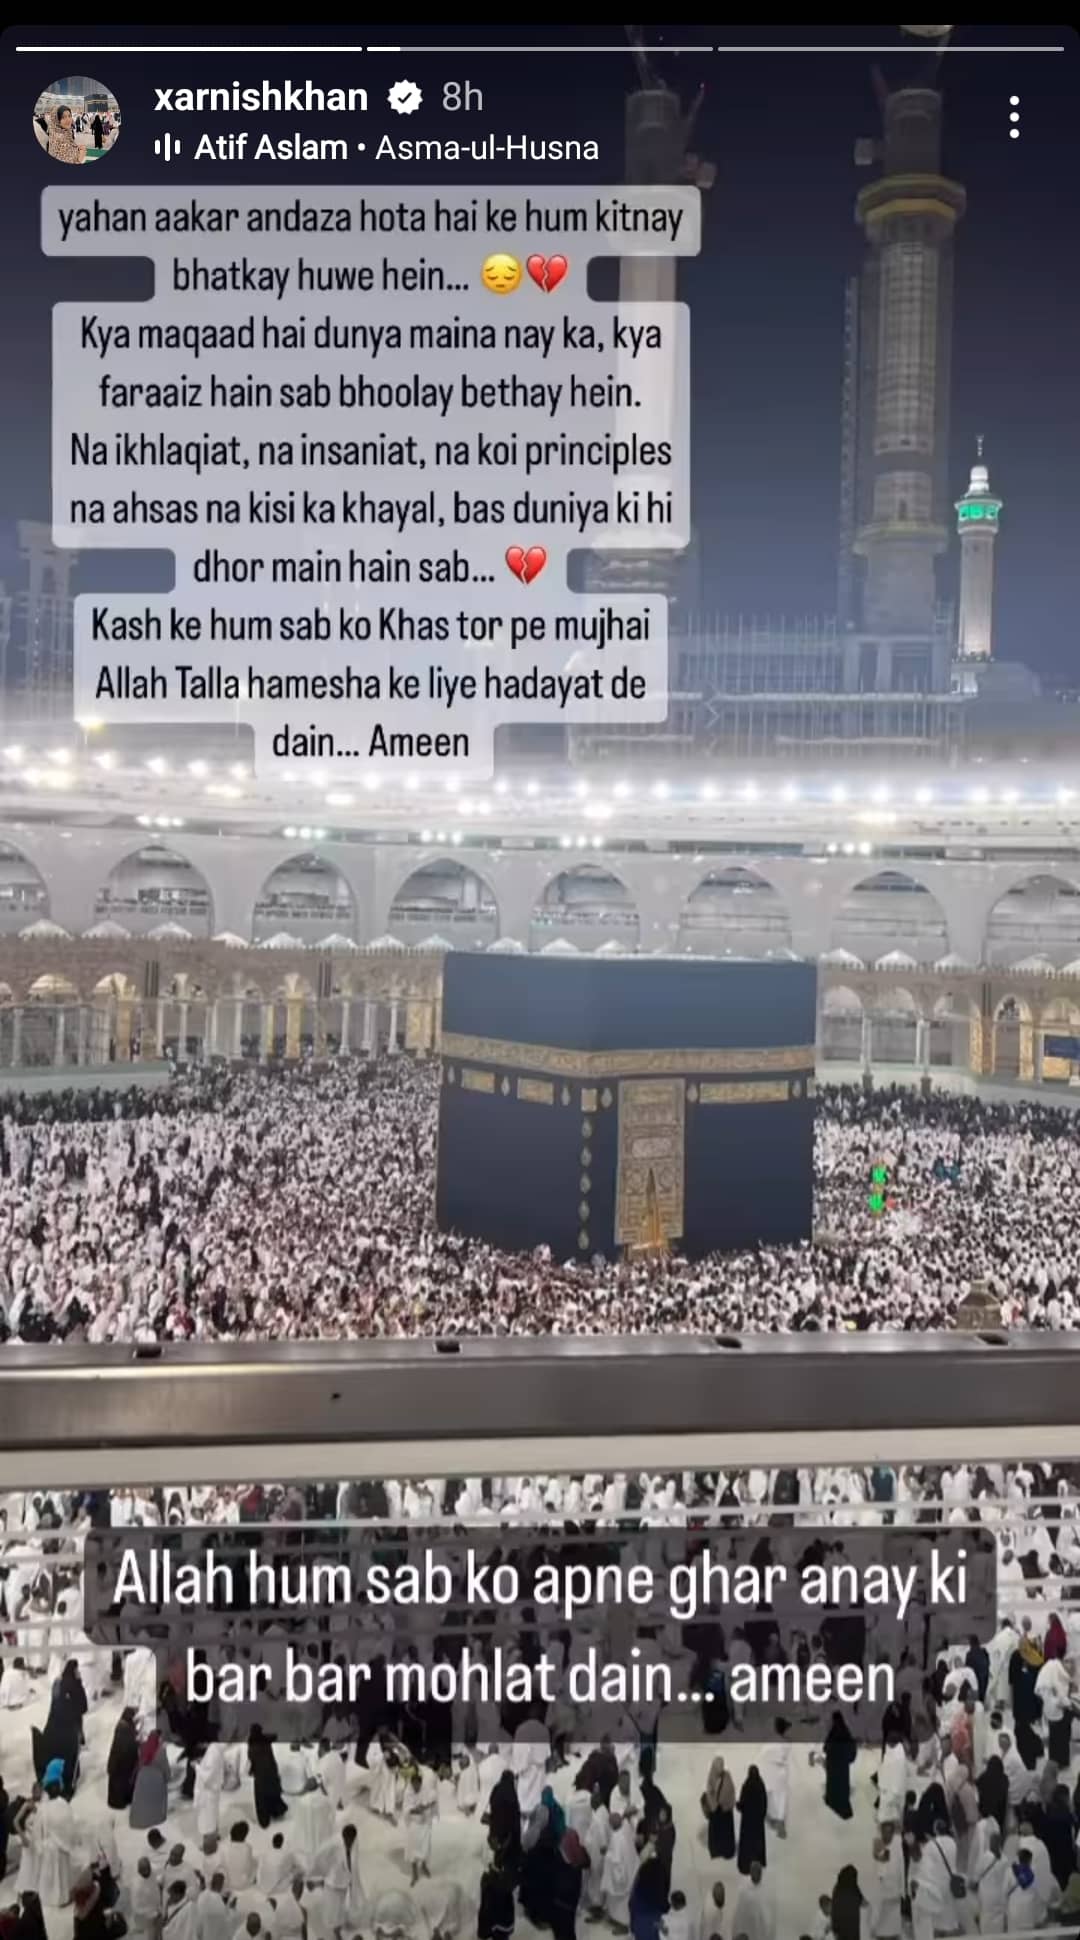 xarnishkhan 8h
Atif Aslam • Asma-ul-Husna
yahan aakar andaza hota hai ke hum kitnay
bhatkay huwe hein... 😔💔
Kya maqaad hai dunya maina nay ka, kya
faraaiz hain sab bhoolay bethay hein.
Na ikhlaqiat, na insaniat, na koi principles
na ahsas na kisi ka khayal, bas duniya ki hi
dhor main hain sab... 💔
Kash ke hum sab ko Khas tor pe mujhai
Allah Talla hamesha ke liye hadayat de
dain... Ameen
Allah hum sab ko apne ghar anay ki
bar bar mohlat dain... ameen